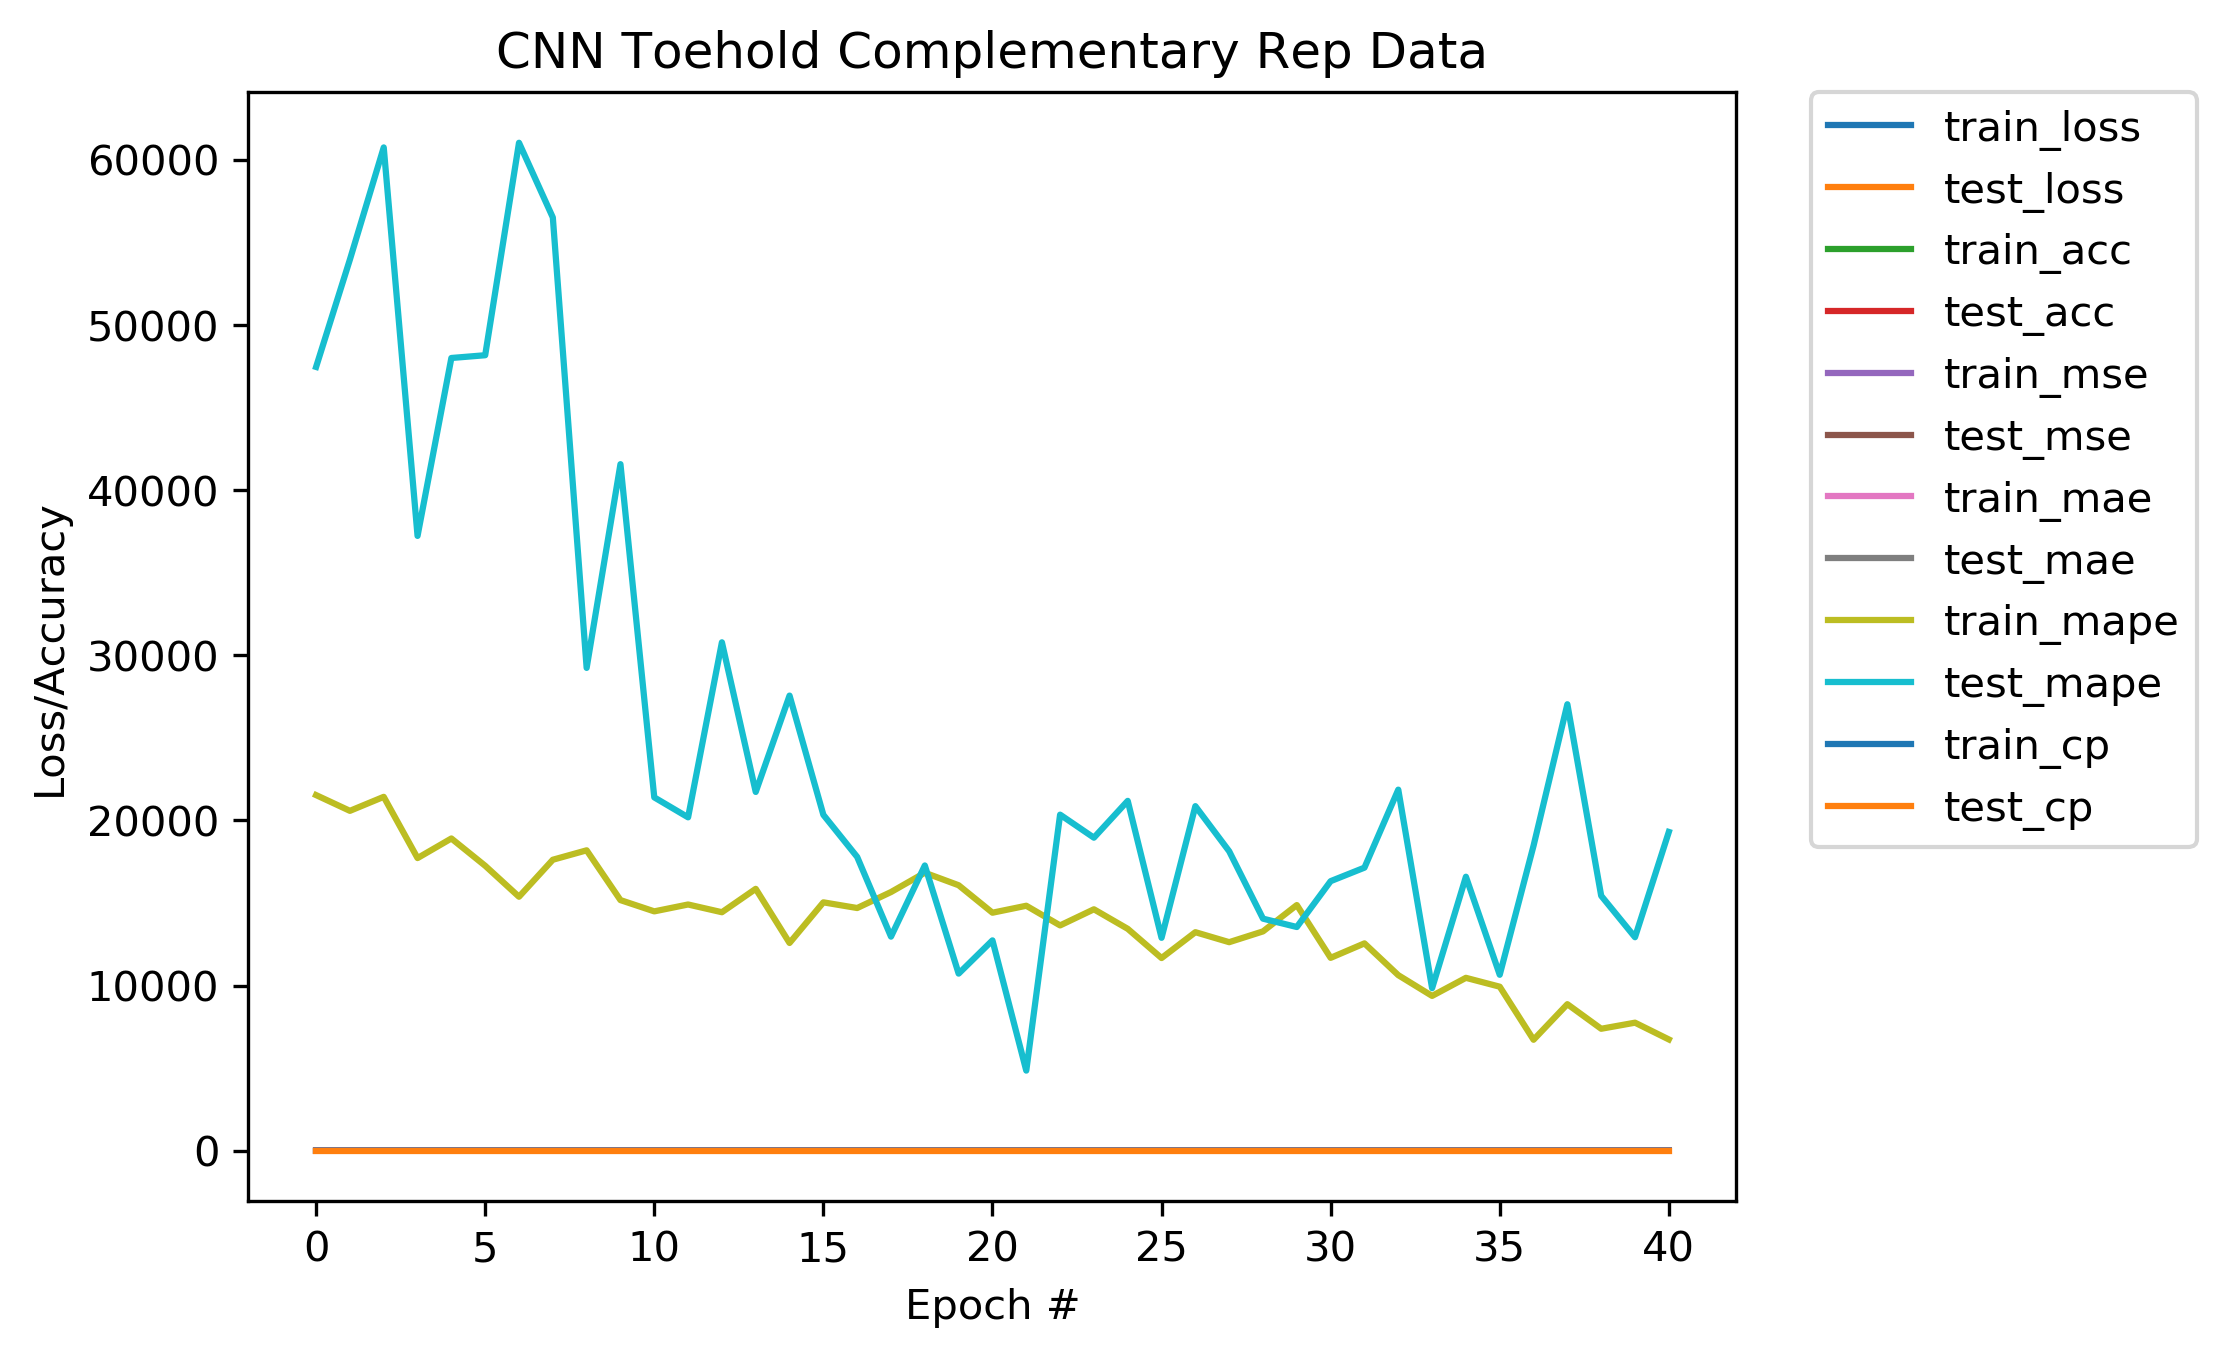 CNN Toehold Complementary Rep Data
60000
50000
40000
30000
20000
10000
0
Loss/Accuracy
0 5 10 15 20 25 30 35 40
Epoch #
train_loss
test_loss
train_acc
test_acc
train_mse
test_mse
train_mae
test_mae
train_mape
test_mape
train_cp
test_cp